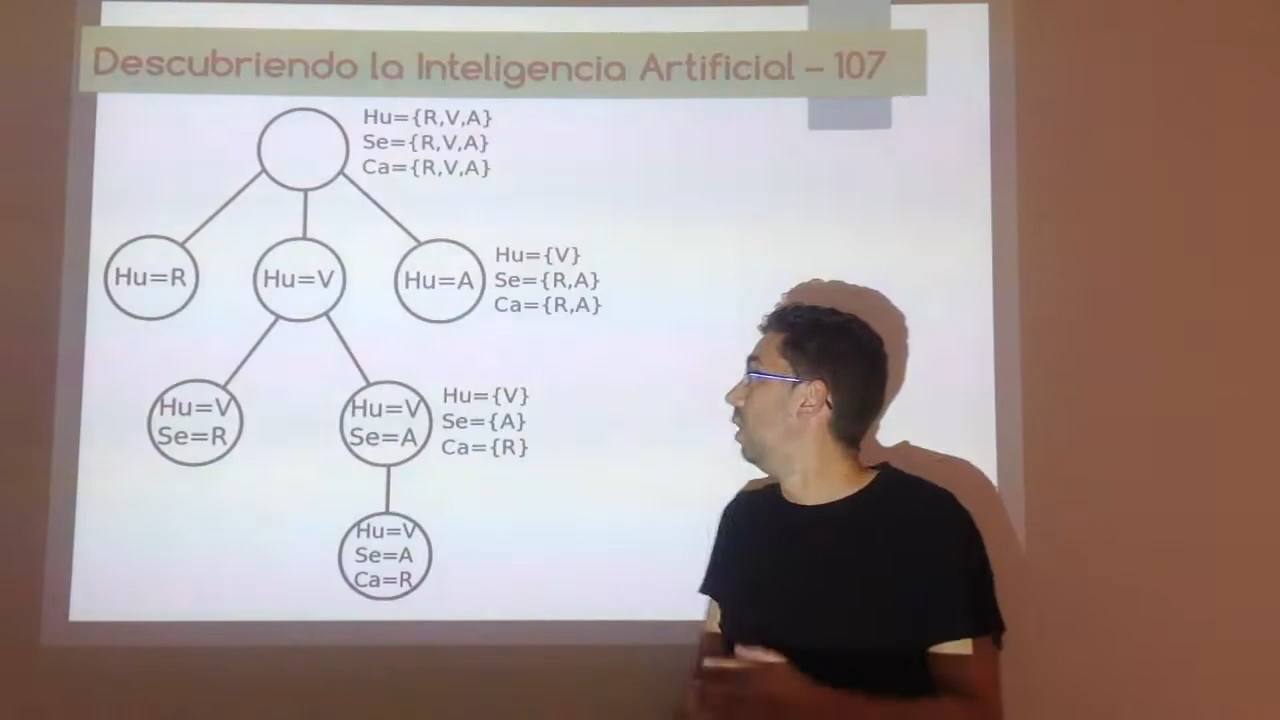 Descubriendo la Inteligencia Artificial – 107
Hu={R,V,A}
Se={R,V,A}
Ca={R,V,A}
Hu=R
Hu=V
Hu=A
Hu={V}
Se={R,A}
Ca={R,A}
Hu=V
Se=R
Hu=V
Se=A
Hu={V}
Se={A}
Ca={R}
Hu=V
Se=A
Ca=R